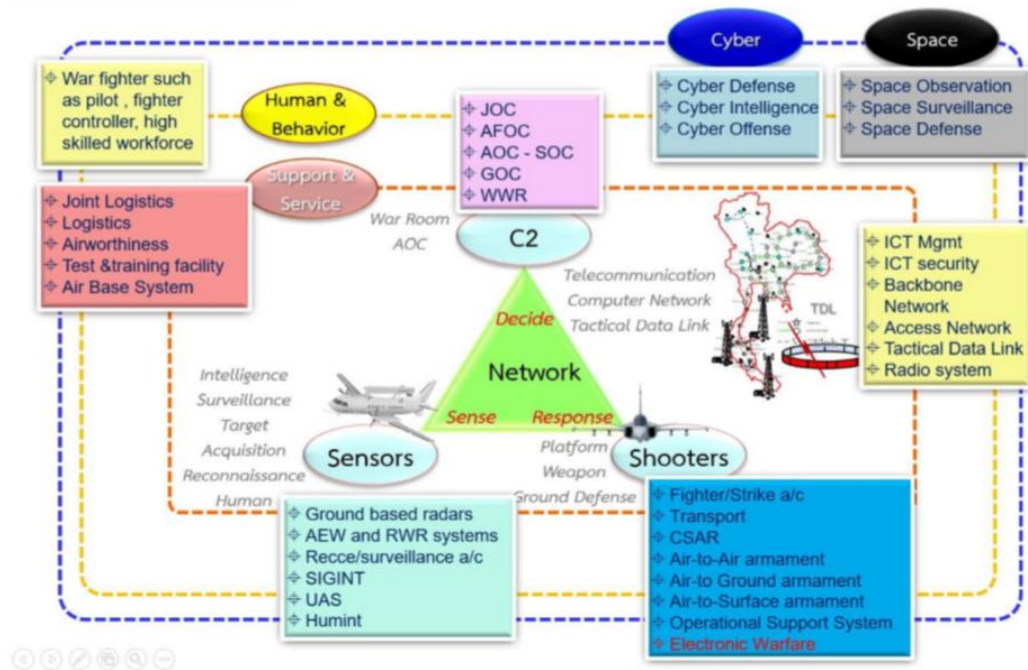 Cyber
Space
War fighter such
as pilot , fighter
controller, high
skilled workforce
Human &
Behavior
JOC
AFOC
AOC - SOC
GOC
WWR
Cyber Defense
Cyber Intelligence
Cyber Offense
Space Observation
Space Surveillance
Space Defense
Support &
Service
Joint Logistics
Logistics
Airworthiness
Test &training facility
Air Base System
War Room
AOC
C2
Telecommunication
Computer Network
Tactical Data Link
TDL
ICT Mgmt
ICT security
Backbone
Network
Access Network
Tactical Data Link
Radio system
Decide
Network
Sense
Response
Intelligence
Surveillance
Target
Acquisition
Reconnaissance
Human
Sensors
Platform
Weapon
Ground Defense
Shooters
Ground based radars
AEW and RWR systems
Recce/surveillance a/c
SIGINT
UAS
Humint
Fighter/Strike a/c
Transport
CSAR
Air-to-Air armament
Air-to Ground armament
Air-to-Surface armament
Operational Support System
Electronic Warfare